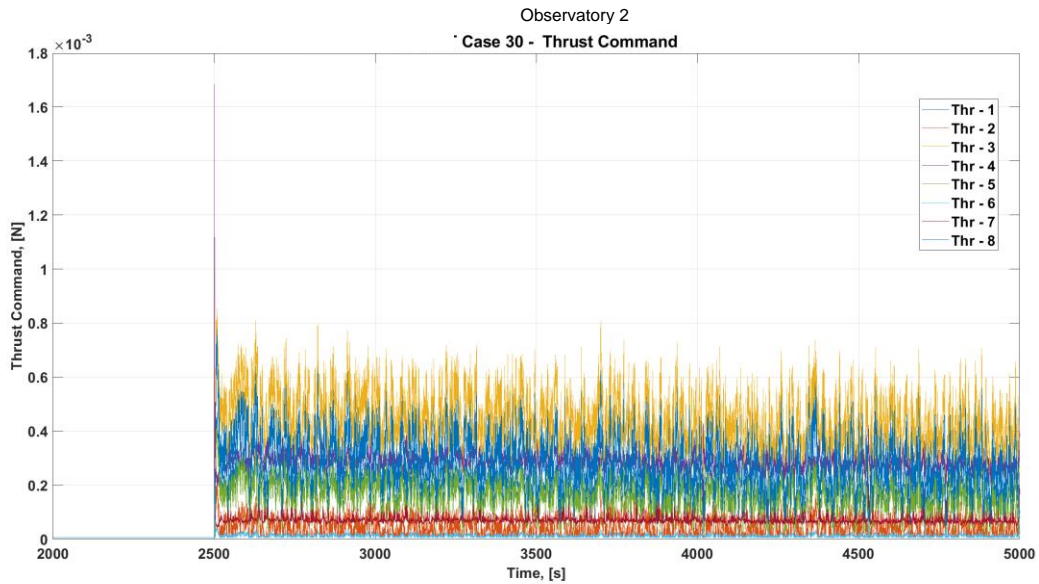 Observatory 2
Case 30 - Thrust Command
×10⁻³
1.8
1.6
1.4
1.2
1
0.8
0.6
0.4
0.2
0
Thrust Command, [N]
Thr - 1
Thr - 2
Thr - 3
Thr - 4
Thr - 5
Thr - 6
Thr - 7
Thr - 8
2000 2500 3000 3500 4000 4500 5000
Time, [s]